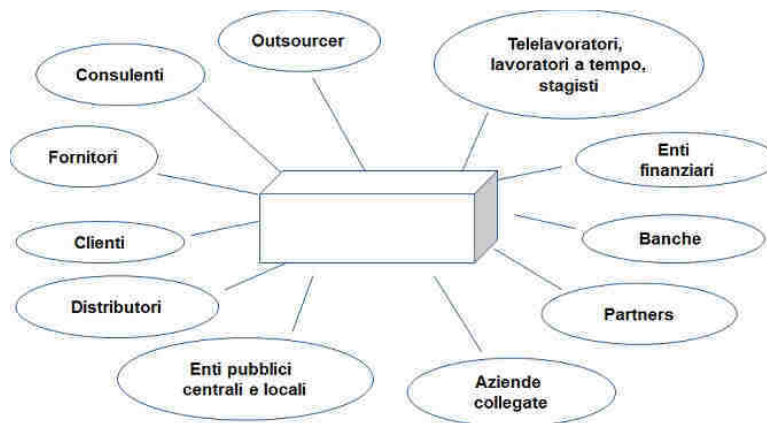 Outsourcer
Telelavoratori,
lavoratori a tempo,
stagisti
Consulenti
Fornitori
Enti
finanziari
Clienti
Banche
Distributori
Partners
Enti pubblici
centrali e locali
Aziende
collegate